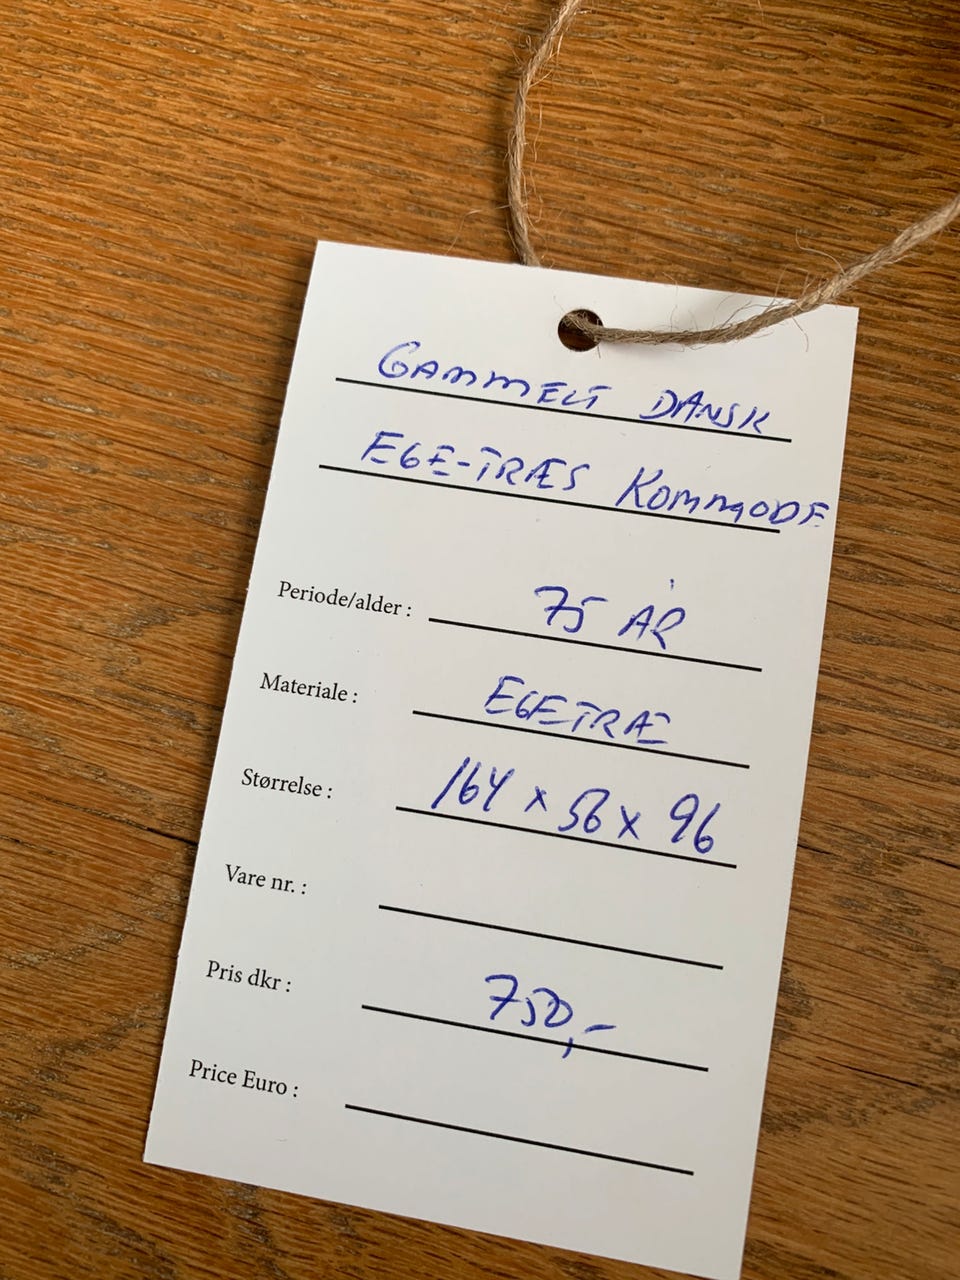 GAMMELT DANSK
EGE-TRÆS KOMMODE
Periode/alder : 75 ÅR
Materiale : EGETRÆ
Størrelse : 164 x 56 x 96
Vare nr. :
Pris dkr : 750,-
Price Euro :